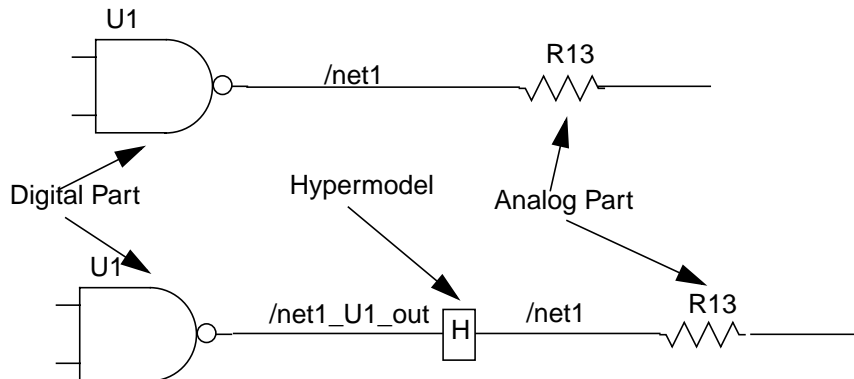 U1
R13
/net1
Digital Part
Hypermodel
Analog Part
U1
R13
/net1_U1_out
H
/net1